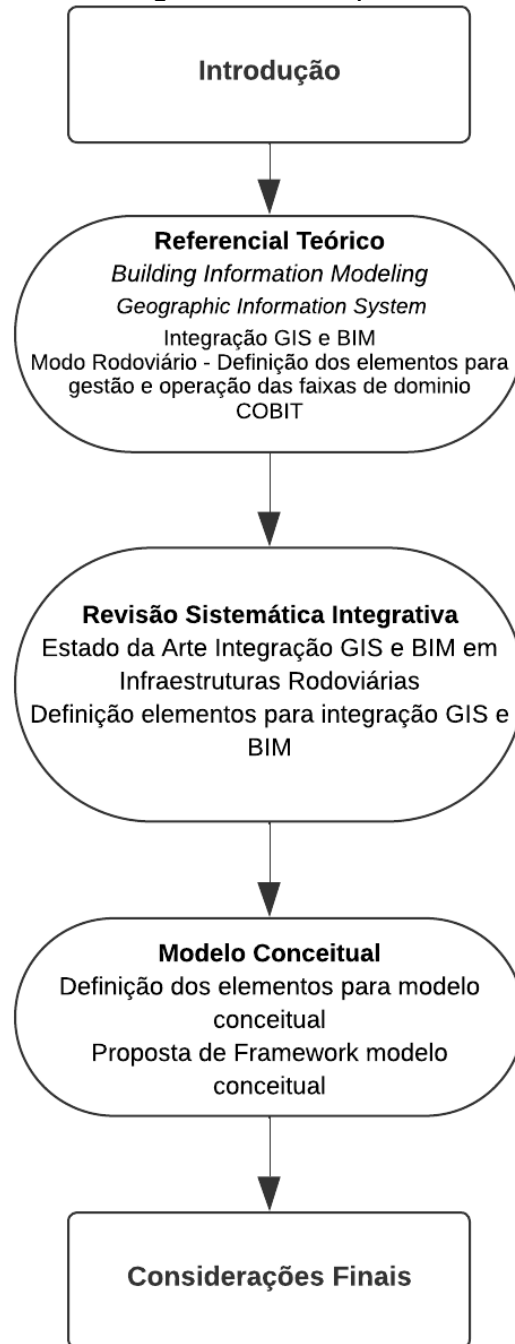 Introdução
Referencial Teórico
Building Information Modeling
Geographic Information System
Integração GIS e BIM
Modo Rodoviário - Definição dos elementos para
gestão e operação das faixas de dominio
COBIT
Revisão Sistemática Integrativa
Estado da Arte Integração GIS e BIM em
Infraestruturas Rodoviárias
Definição elementos para integração GIS e
BIM
Modelo Conceitual
Definição dos elementos para modelo
conceitual
Proposta de Framework modelo
conceitual
Considerações Finais